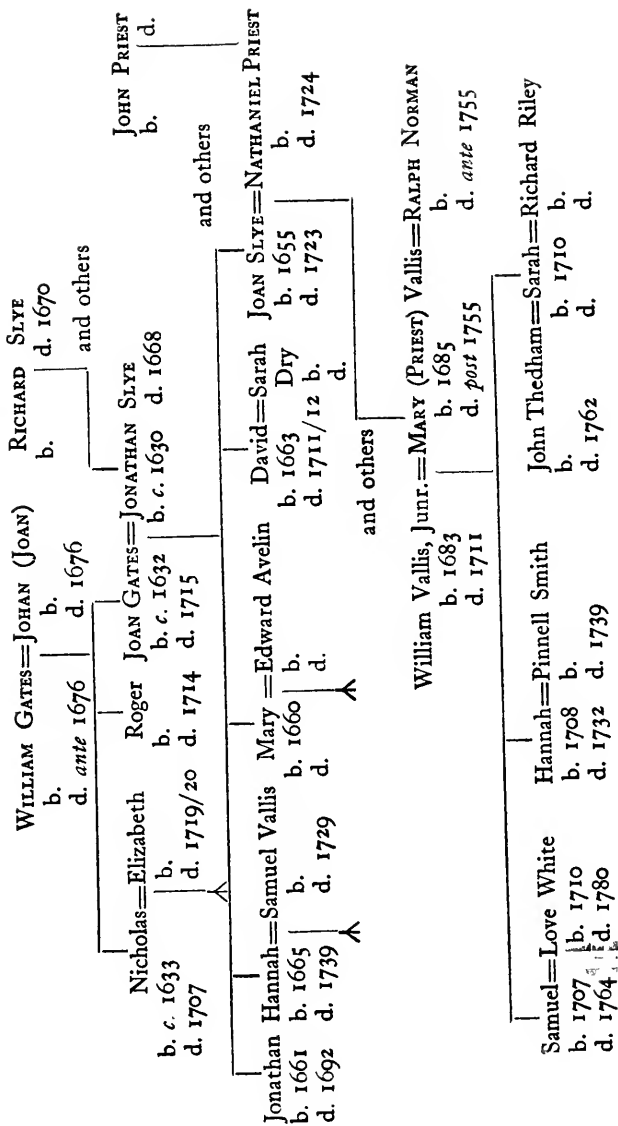 WILLIAM GATES=JOHAN (JOAN)
b. b.
d. ante 1676 d. 1676
RICHARD SLYE
b. d. 1670
and others
JOHN PRIEST
b. d.
Nicholas=Elizabeth
b. c. 1633 b.
d. 1707 d. 1719/20
Roger
b.
d. 1714
JOAN GATES=JONATHAN SLYE
b. c. 1632 b. c. 1630 d. 1668
d. 1715
and others
Jonathan
b. 1661
d. 1692
Hannah=Samuel Vallis
b. 1665 b.
d. 1739 d. 1729
Mary=Edward Avelin
b. 1660 b.
d. d.
David=Sarah Dry
b. 1663 b.
d. 1711/12 d.
JOAN SLYE=NATHANIEL PRIEST
b. 1655 b.
d. 1723 d. 1724
and others
William Vallis, Junr.=MARY (PRIEST) Vallis=RALPH NORMAN
b. 1683 b. 1685 b.
d. 1711 d. post 1755 d. ante 1755
Samuel=Love White
b. 1707 b. 1710
d. 1764 d. 1780
Hannah=Pinnell Smith
b. 1708 b.
d. 1732 d. 1739
John Thedham=Sarah=Richard Riley
b. b. 1710 b.
d. 1762 d. d.